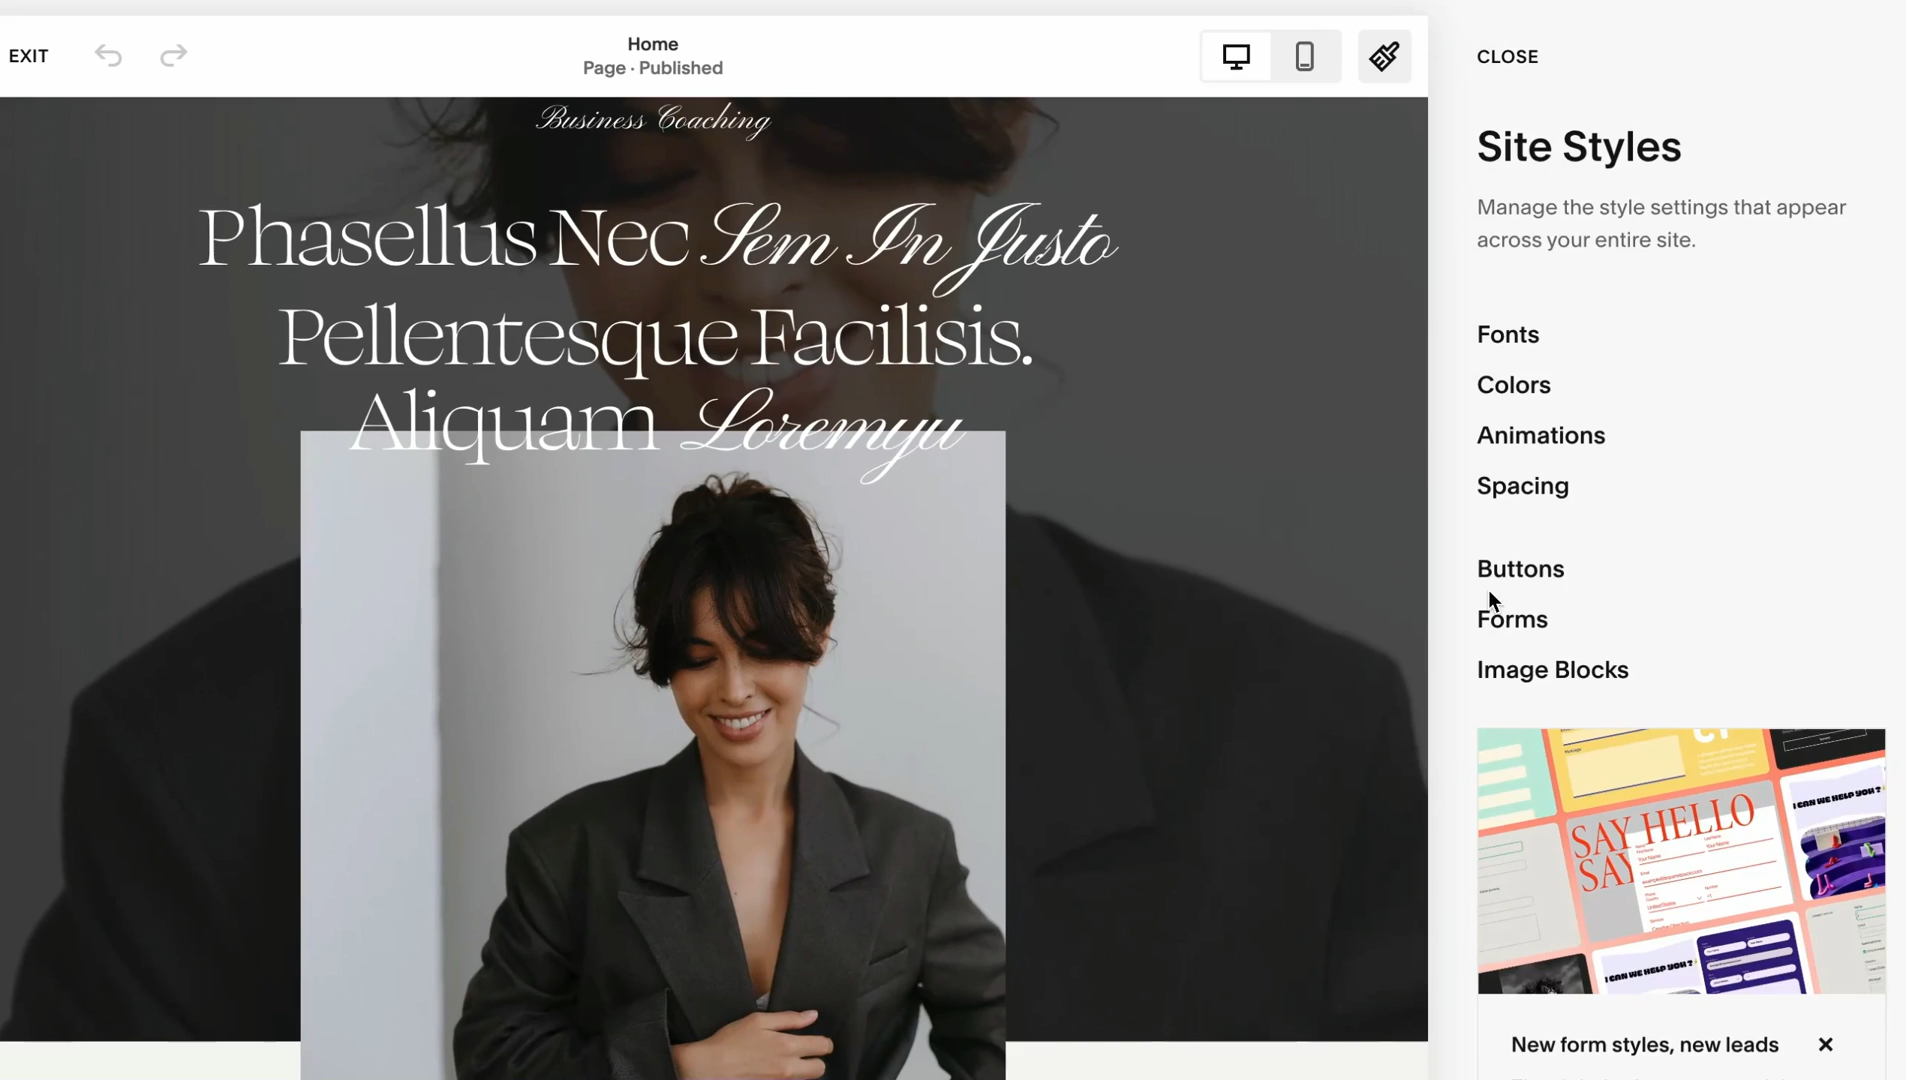 EXIT
Home
Page · Published
CLOSE
Business Coaching
Phasellus Nec Sem In Justo
Pellentesque Facilisis.
Aliquam Loremyu
Site Styles
Manage the style settings that appear
across your entire site.
Fonts
Colors
Animations
Spacing
Buttons
Forms
Image Blocks
SAY HELLO
SAY
I CAN WE HELP YOU ?
I CAN WE HELP YOU ?
New form styles, new leads